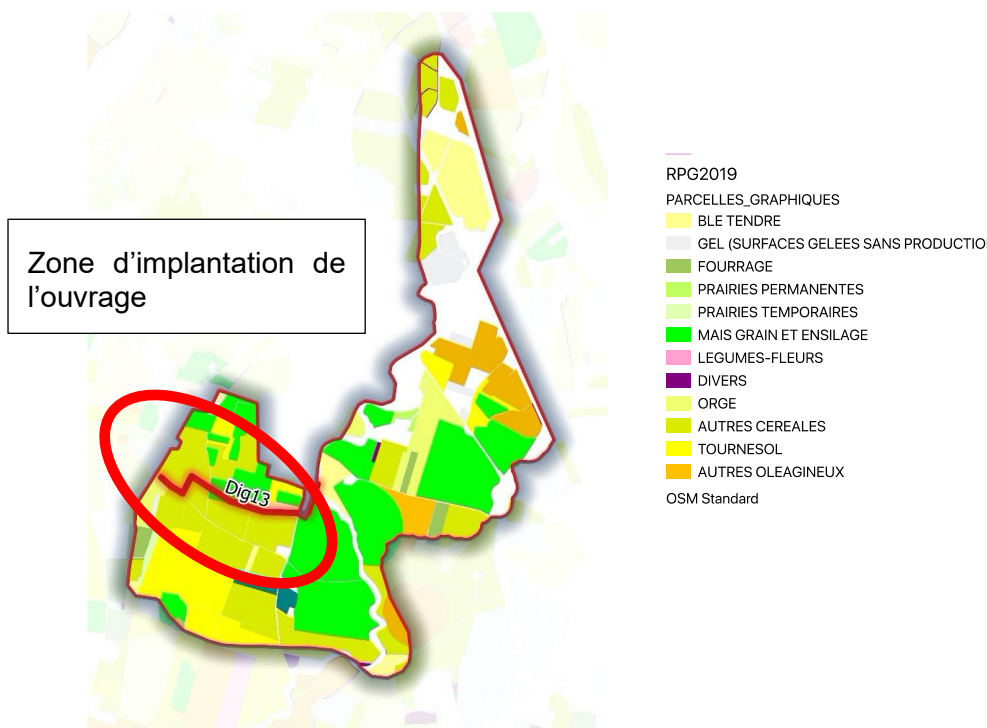 Zone d'implantation de
l'ouvrage
Dig13
RPG2019
PARCELLES_GRAPHIQUES
BLE TENDRE
GEL (SURFACES GELEES SANS PRODUCTIO
FOURRAGE
PRAIRIES PERMANENTES
PRAIRIES TEMPORAIRES
MAIS GRAIN ET ENSILAGE
LEGUMES-FLEURS
DIVERS
ORGE
AUTRES CEREALES
TOURNESOL
AUTRES OLEAGINEUX
OSM Standard